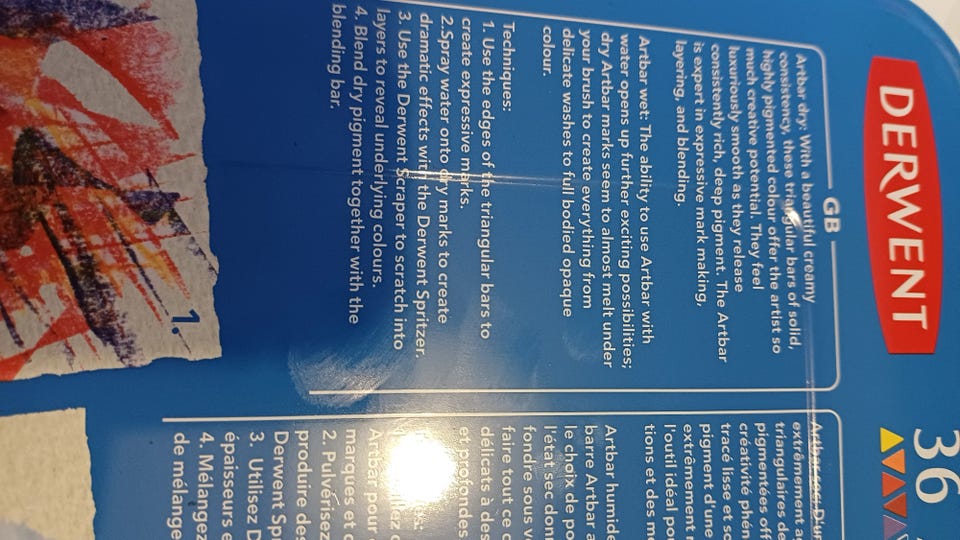 DERWENT
36
GB
Artbar dry: With a beautiful creamy
consistency, these triangular bars of solid,
highly pigmented colour offer the artist so
much creative potential. They feel
luxuriously smooth as they release
consistently rich, deep pigment. The Artbar
is expert in expressive mark making,
layering, and blending.
Artbar wet: The ability to use Artbar with
water opens up further exciting possibilities;
dry Artbar marks seem to almost melt under
your brush to create everything from
delicate washes to full bodied opaque
colour.
Techniques:
1. Use the edges of the triangular bars to
create expressive marks.
2.Spray water onto dry marks to create
dramatic effects with the Derwent Spritzer.
3. Use the Derwent Scraper to scratch into
layers to reveal underlying colours.
4. Blend dry pigment together with the
blending bar.
1.
Artbar sec: D'un
extrêmement
triangulaires de
pigmentées
créativité
tracé lisse et
pigment d'une
extrêmement
l'outil idéal
tions et des
Artbar humide
barre Artbar
le choix de
l'état sec
fondre sous
faire tout ce
délicats à des
et profondes
Artbar pour
marques et
2. Pulvérisez
produire des
Derwent
3. Utilisez
épaisseurs
4. Mélangez
de mélange